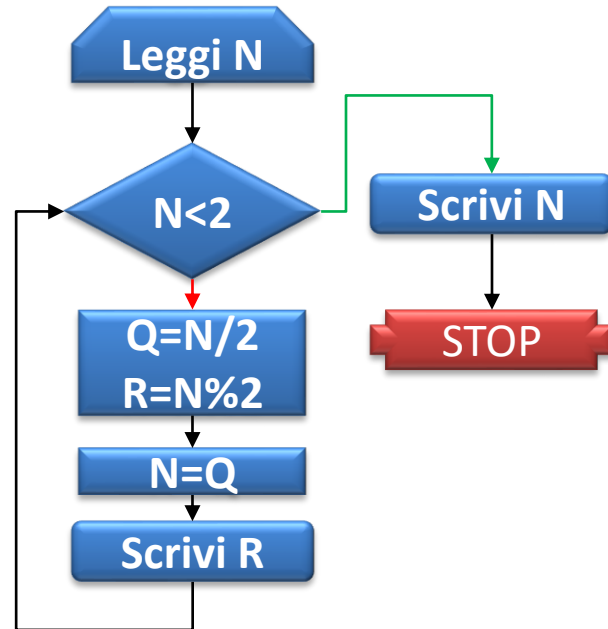 Leggi N
N<2
Scrivi N
STOP
Q=N/2
R=N%2
N=Q
Scrivi R